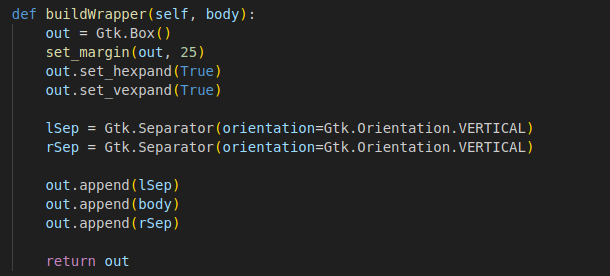 def buildWrapper(self, body):
    out = Gtk.Box()
    set_margin(out, 25)
    out.set_hexpand(True)
    out.set_vexpand(True)

    lSep = Gtk.Separator(orientation=Gtk.Orientation.VERTICAL)
    rSep = Gtk.Separator(orientation=Gtk.Orientation.VERTICAL)

    out.append(lSep)
    out.append(body)
    out.append(rSep)

    return out